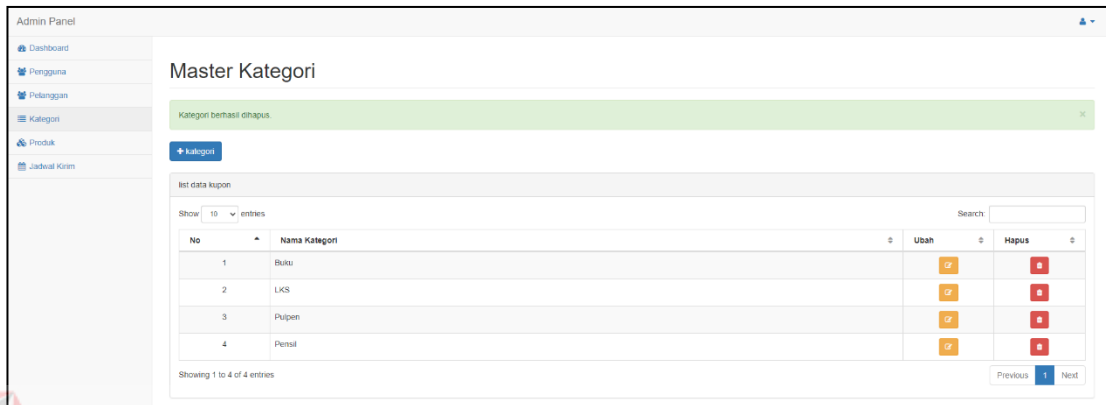 Admin Panel
Dashboard
Pengguna
Pelanggan
Kategori
Produk
Jadwal Kirim
Master Kategori
Kategori berhasil dihapus.
×
+ kategori
list data kupon
Show 10 entries
Search:
No Nama Kategori Ubah Hapus
1 Buku
2 LKS
3 Pulpen
4 Pensil
Showing 1 to 4 of 4 entries
Previous 1 Next